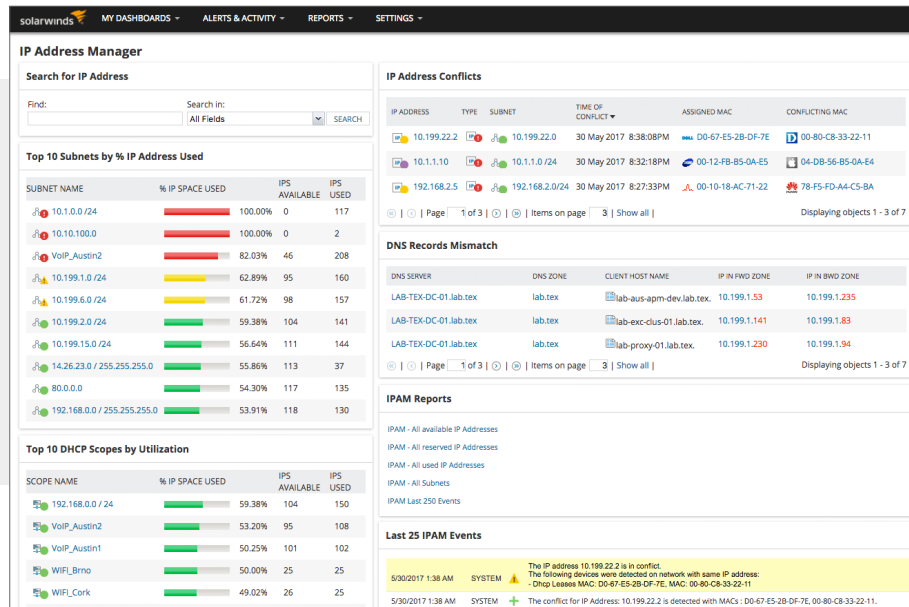 solarwinds MY DASHBOARDS ALERTS & ACTIVITY REPORTS SETTINGS
IP Address Manager
Search for IP Address
Find: Search in:
All Fields SEARCH
Top 10 Subnets by % IP Address Used
SUBNET NAME % IP SPACE USED IPS AVAILABLE IPS USED
10.1.0.0 /24 100.00% 0 117
10.10.100.0 100.00% 0 2
VoIP_Austin2 82.03% 46 208
10.199.1.0 /24 62.89% 95 160
10.199.6.0 /24 61.72% 98 157
10.199.2.0 /24 59.38% 104 141
10.199.15.0 /24 56.64% 111 144
14.26.23.0 / 255.255.255.0 55.86% 113 37
80.0.0.0 54.30% 117 135
192.168.0.0 / 255.255.255.0 53.91% 118 130
Top 10 DHCP Scopes by Utilization
SCOPE NAME % IP SPACE USED IPS AVAILABLE IPS USED
192.168.0.0 / 24 59.38% 104 150
VoIP_Austin2 53.20% 95 108
VoIP_Austin1 50.25% 101 102
WIFI_Brno 50.00% 25 25
WIFI_Cork 49.02% 26 25
IP Address Conflicts
IP ADDRESS TYPE SUBNET TIME OF CONFLICT ▼ ASSIGNED MAC CONFLICTING MAC
10.199.22.2 10.199.22.0 30 May 2017 8:38:08PM DELL D0-67-E5-2B-DF-7E D 00-80-C8-33-22-11
10.1.1.10 10.1.1.0 /24 30 May 2017 8:32:18PM 00-12-FB-B5-0A-E5 04-DB-56-B5-0A-E4
192.168.2.5 192.168.2.0/24 30 May 2017 8:27:33PM 00-10-18-AC-71-22 78-F5-FD-A4-C5-BA
| | Page 1 of 3 | | | Items on page 3 | Show all | Displaying objects 1 - 3 of 7
DNS Records Mismatch
DNS SERVER DNS ZONE CLIENT HOST NAME IP IN FWD ZONE IP IN BWD ZONE
LAB-TEX-DC-01.lab.tex lab.tex lab-aus-apm-dev.lab.tex. 10.199.1.53 10.199.1.235
LAB-TEX-DC-01.lab.tex lab.tex lab-exc-clus-01.lab.tex. 10.199.1.141 10.199.1.83
LAB-TEX-DC-01.lab.tex lab.tex lab-proxy-01.lab.tex. 10.199.1.230 10.199.1.94
| | Page 1 of 3 | | | Items on page 3 | Show all | Displaying objects 1 - 3 of 7
IPAM Reports
IPAM - All available IP Addresses
IPAM - All reserved IP Addresses
IPAM - All used IP Addresses
IPAM - All Subnets
IPAM Last 250 Events
Last 25 IPAM Events
The IP address 10.199.22.2 is in conflict.
5/30/2017 1:38 AM SYSTEM The following devices were detected on network with same IP address:
- Dhcp Leases MAC: D0-67-E5-2B-DF-7E, MAC: 00-80-C8-33-22-11
5/30/2017 1:38 AM SYSTEM The conflict for IP Address: 10.199.22.2 is detected with MACs : D0-67-E5-2B-DF-7E, 00-80-C8-33-22-11.